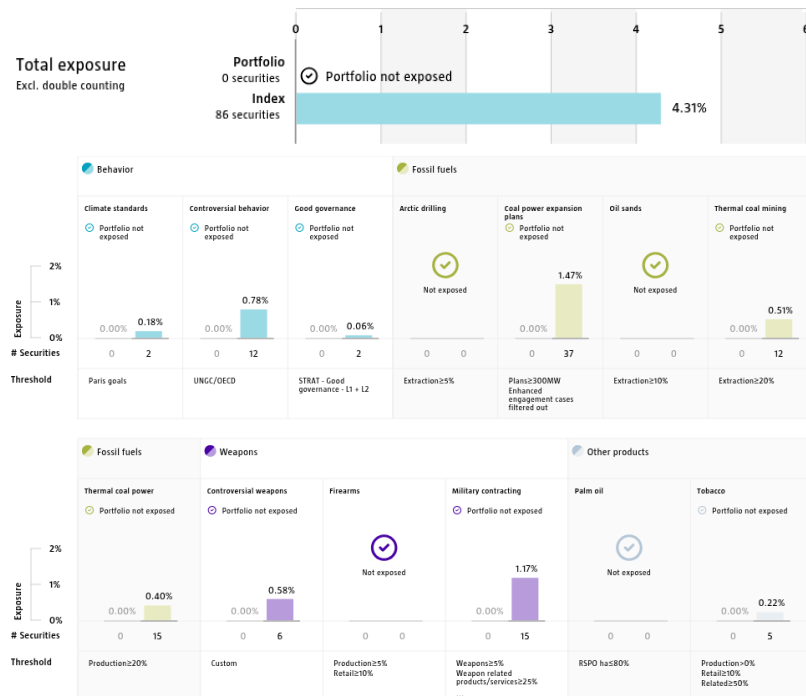 0 1 2 3 4 5 6
Total exposure
Excl. double counting
Portfolio
0 securities
Portfolio not exposed
Index
86 securities
4.31%
Behavior
Fossil fuels
Climate standards
Portfolio not
exposed
Controversial behavior
Portfolio not
exposed
Good governance
Portfolio not
exposed
Arctic drilling
Not exposed
Coal power expansion
plans
Portfolio not
exposed
Oil sands
Not exposed
Thermal coal mining
Portfolio not
exposed
Exposure
2%
1%
0%
0.00% 0.18%
0.00% 0.78%
0.00% 0.06%
0.00% 1.47%
0.00% 0.51%
# Securities
0 2
0 12
0 2
0 0
0 37
0 0
0 12
Threshold
Paris goals
UNGC/OECD
STRAT - Good
governance - L1 + L2
Extraction≥5%
Plans≥300MW
Enhanced
engagement cases
filtered out
Extraction≥10%
Extraction≥20%
Fossil fuels
Weapons
Other products
Thermal coal power
Portfolio not exposed
Controversial weapons
Portfolio not exposed
Firearms
Not exposed
Military contracting
Portfolio not exposed
Palm oil
Not exposed
Tobacco
Portfolio not exposed
Exposure
2%
1%
0%
0.00% 0.40%
0.00% 0.58%
0.00% 1.17%
0.00% 0.22%
# Securities
0 15
0 6
0 0
0 15
0 0
0 5
Threshold
Production≥20%
Custom
Production≥5%
Retail≥10%
Weapons≥5%
Weapon related
products/services≥25%
RSPO ha≤80%
Production>0%
Retail≥10%
Related≥50%